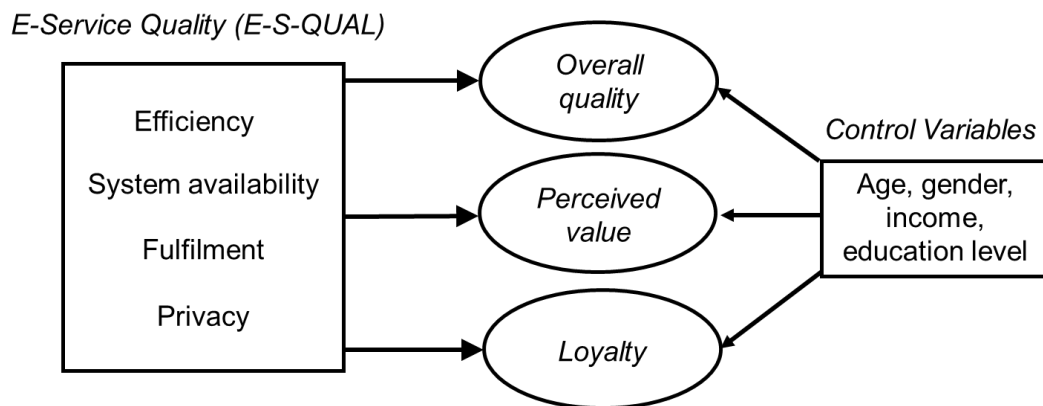 E-Service Quality (E-S-QUAL)
Efficiency
System availability
Fulfilment
Privacy
Overall
quality
Perceived
value
Loyalty
Control Variables
Age, gender,
income,
education level